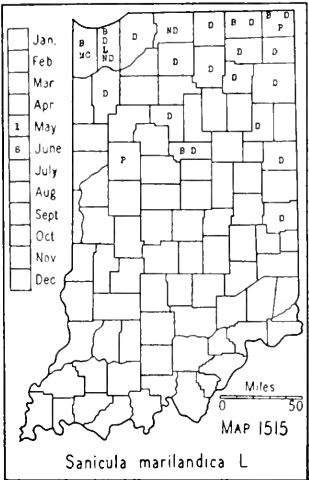 Jan.
Feb
Mar
Apr
1 May
6 June
July
Aug
Sept
Oct
Nov
Dec
B D ND B D B D
B D D P
MC L
ND D D D
D D
D
D D
B D
P D
D
Miles
0 50
MAP 1515
Sanicula marilandica L